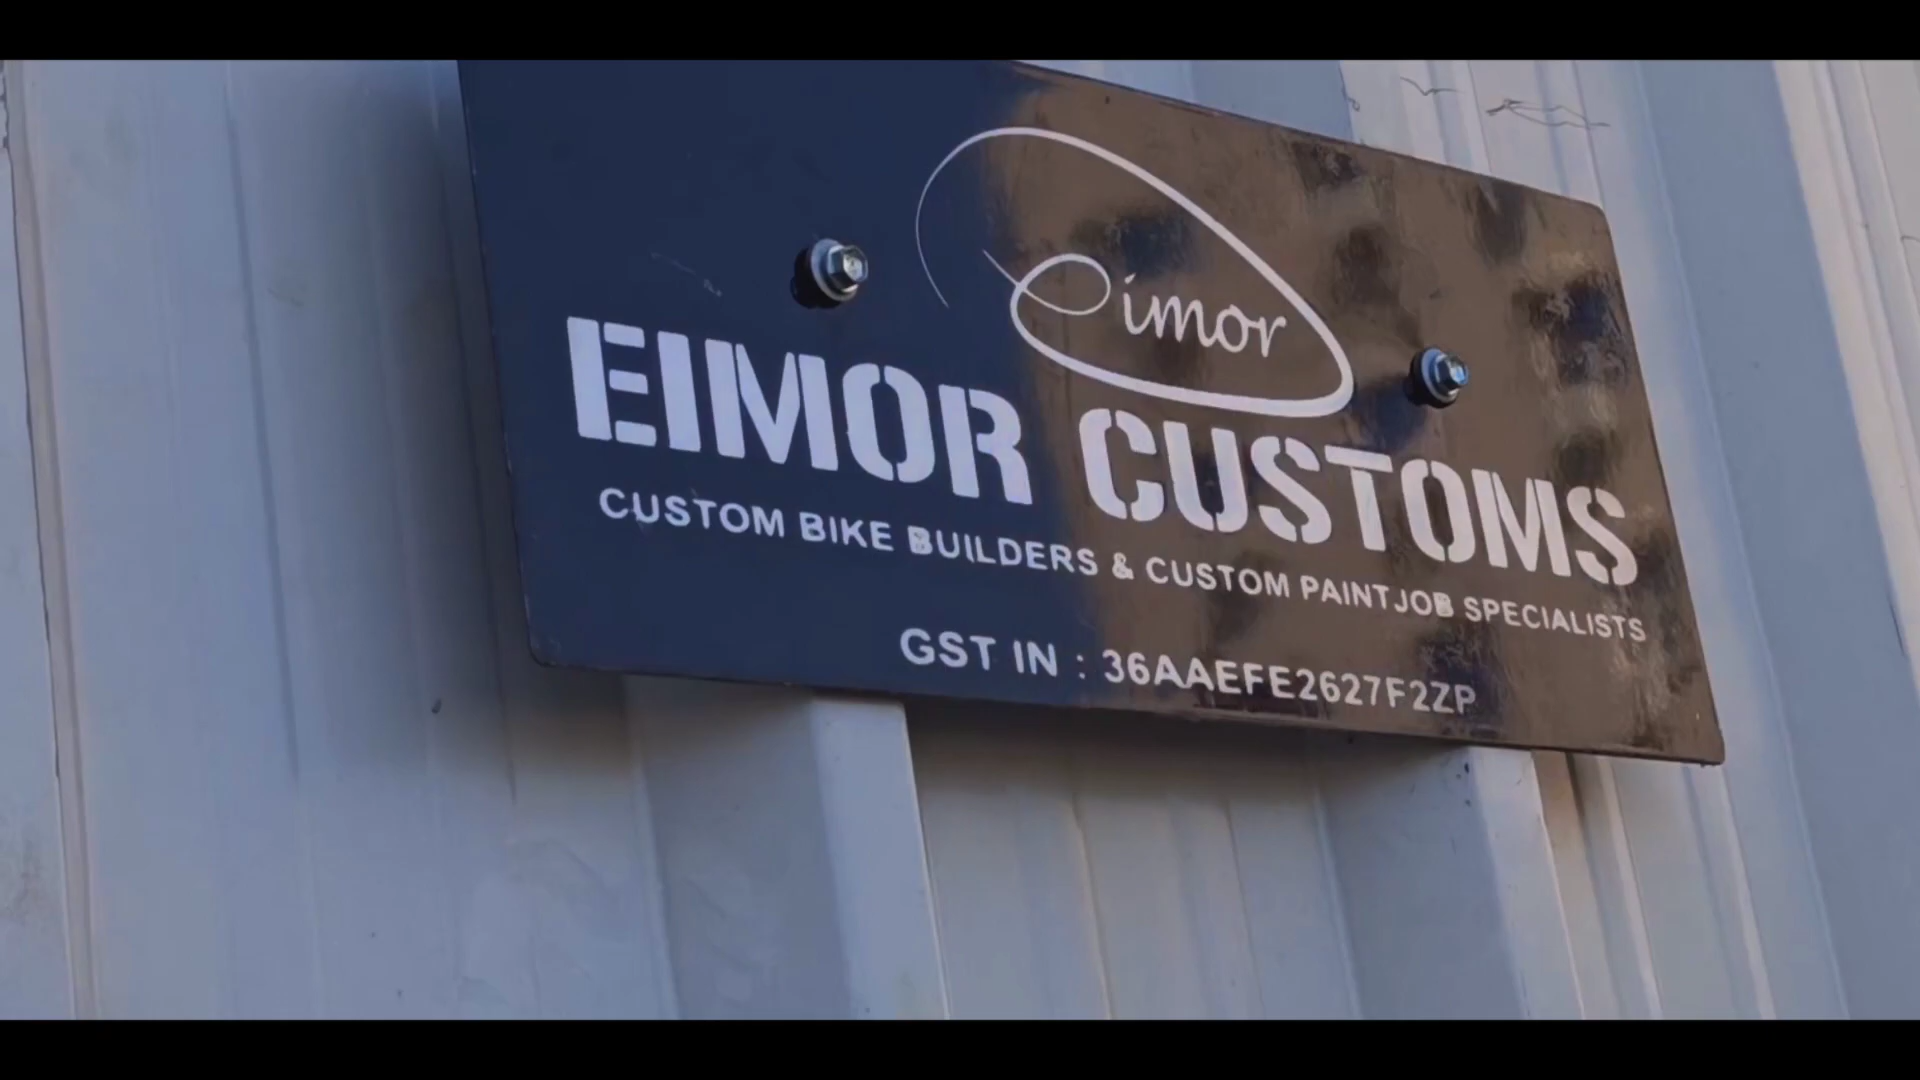 eimor
EIMOR CUSTOMS
CUSTOM BIKE BUILDERS & CUSTOM PAINTJOB SPECIALISTS
GST IN : 36AAEFE2627F2ZP